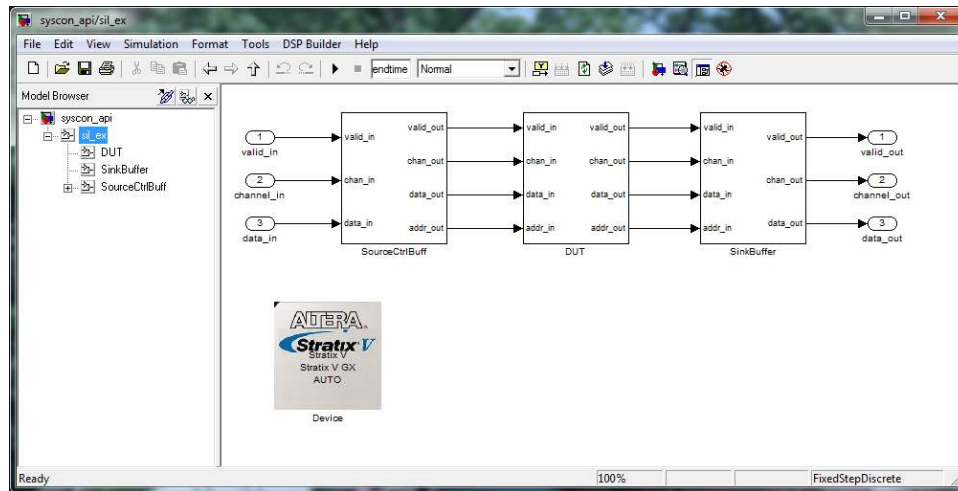 syscon_api/sil_ex
File Edit View Simulation Format Tools DSP Builder Help
endtime Normal
Model Browser
syscon_api
sil_ex
DUT
SinkBuffer
SourceCtrlBuff
1
valid_in
2
channel_in
3
data_in
valid_in
chan_in
data_in
valid_out
chan_out
data_out
addr_out
SourceCtrlBuff
valid_in
chan_in
data_in
addr_in
valid_out
chan_out
data_out
addr_out
DUT
valid_in
chan_in
data_in
addr_in
valid_out
chan_out
data_out
SinkBuffer
1
valid_out
2
channel_out
3
data_out
ALTERA.
Stratix V
Stratix V
Stratix V GX
AUTO
Device
Ready 100% FixedStepDiscrete